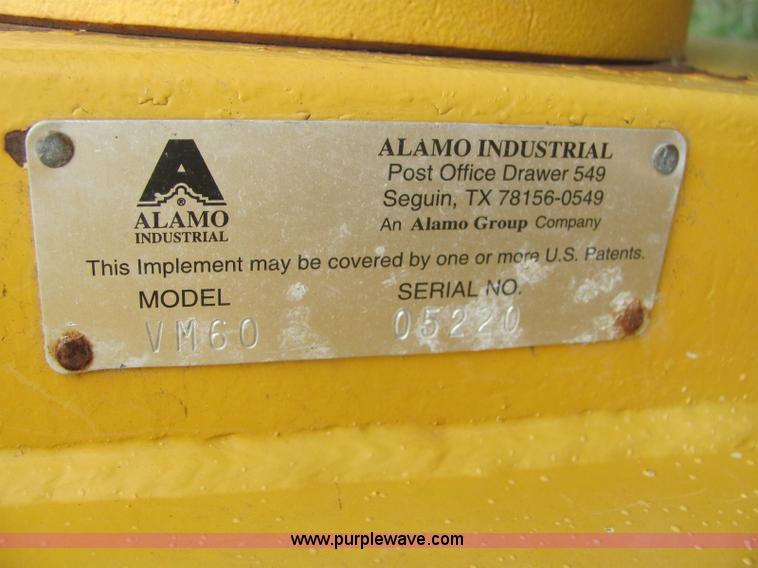 A
®
ALAMO
INDUSTRIAL
ALAMO INDUSTRIAL
Post Office Drawer 549
Seguin, TX 78156-0549
An Alamo Group Company
This Implement may be covered by one or more U.S. Patents.
MODEL SERIAL NO.
VM60 05220
www.purplewave.com